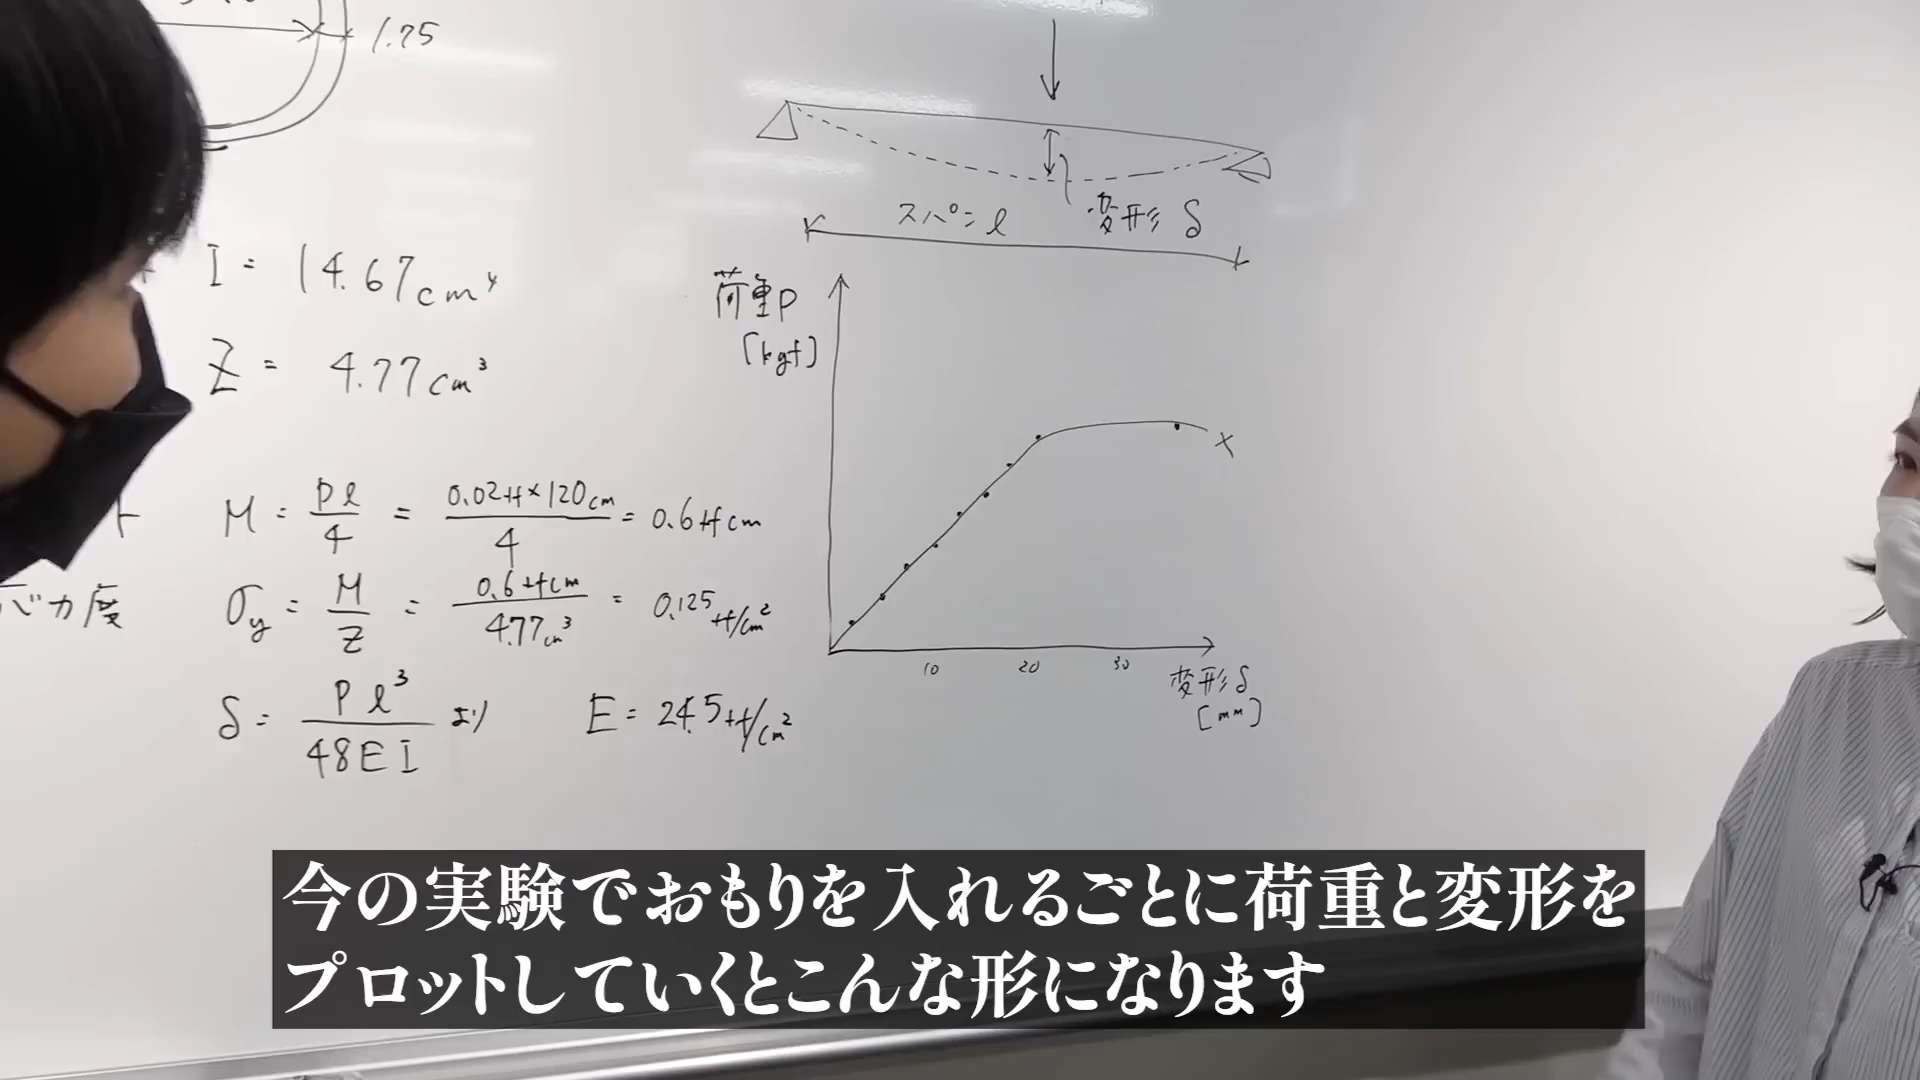 1.75
スパン l
変形 δ
I = 14.67cm⁴
Z = 4.77cm³
荷重P
[kgf]
M = Pl/4 = 0.02tf×120cm/4 = 0.6tfcm
バカ度
σy = M/Z = 0.6tfcm/4.77cm³ = 0.125tf/cm²
δ = Pl³/48EI より E = 24.5tf/cm²
10 20 30
変形 δ
[mm]
今の実験でおもりを入れるごとに荷重と変形を
プロットしていくとこんな形になります